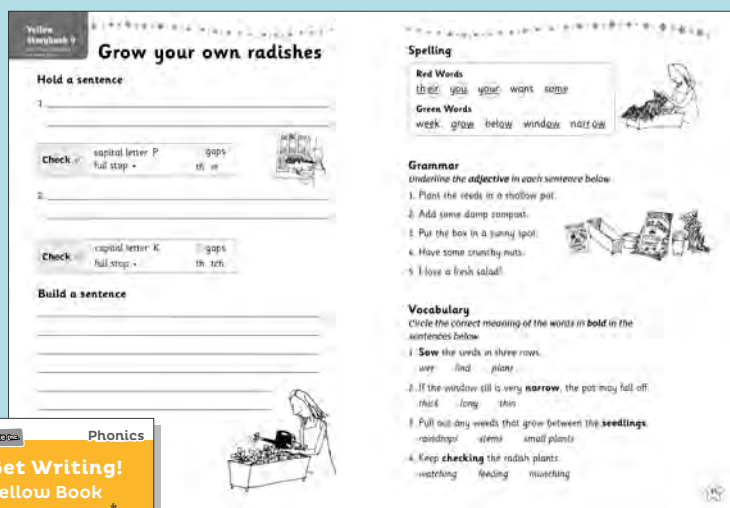 Yellow
Storybook 9
Grow your own radishes
Hold a sentence
1.
Check ✓ capital letter P gaps
full stop . th
2.
Check ✓ capital letter K gaps
full stop . th tch
Build a sentence
Phonics
Get Writing!
Yellow Book
Spelling
Red Words
their you your want some
Green Words
week grow below window narrow
Grammar
Underline the adjective in each sentence below.
1. Plant the seeds in a shallow pot.
2. Add some damp compost.
3. Put the box in a sunny spot.
4. Have some crunchy nuts.
5. I love a fresh salad!
Vocabulary
Circle the correct meaning of the words in bold in the
sentences below.
1. Sow the seeds in three rows.
wer find plant
2. If the window sill is very narrow, the pot may fall off.
thick long thin
3. Pull out any weeds that grow between the seedlings.
raindrops stems small plants
4. Keep checking the radish plants.
watching feeding munching